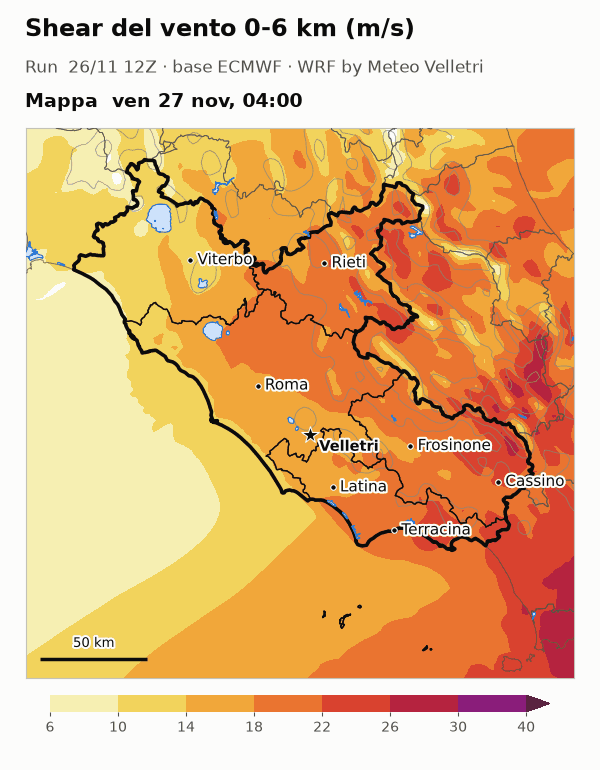 Shear del vento 0-6 km (m/s)
Run  26/11 12Z · base ECMWF · WRF by Meteo Velletri
Mappa  ven 27 nov, 04:00
Viterbo
Rieti
Roma
Velletri
Frosinone
Cassino
Latina
Terracina
50 km
6 10 14 18 22 26 30 40